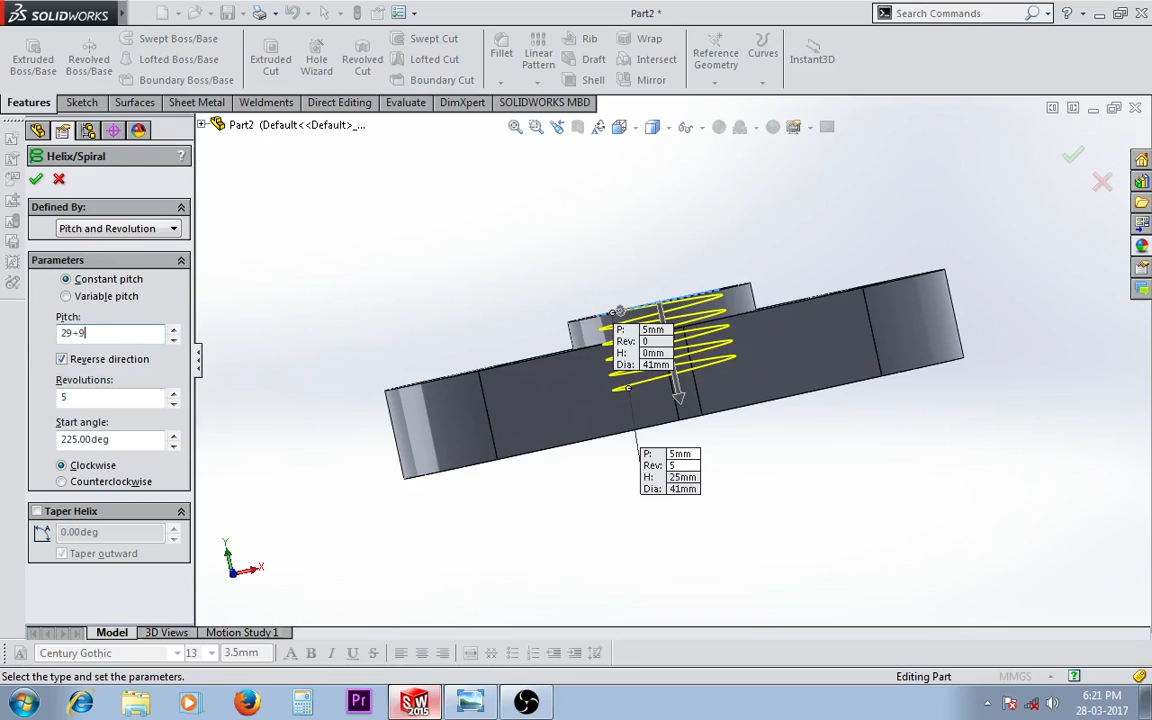 SOLIDWORKS
Part2 *
Search Commands
Extruded Boss/Base
Revolved Boss/Base
Swept Boss/Base
Lofted Boss/Base
Boundary Boss/Base
Extruded Cut
Hole Wizard
Revolved Cut
Swept Cut
Lofted Cut
Boundary Cut
Fillet
Linear Pattern
Rib
Draft
Shell
Wrap
Intersect
Mirror
Reference Geometry
Curves
Instant3D
Features
Sketch
Surfaces
Sheet Metal
Weldments
Direct Editing
Evaluate
DimXpert
SOLIDWORKS MBD
Part2 (Default<<Default>_...
Helix/Spiral
?
Defined By:
Pitch and Revolution
Parameters
Constant pitch
Variable pitch
Pitch:
29+9
Reverse direction
Revolutions:
5
Start angle:
225.00deg
Clockwise
Counterclockwise
Taper Helix
0.00deg
Taper outward
P: 5mm
Rev: 0
H: 0mm
Dia: 41mm
P: 5mm
Rev: 5
H: 25mm
Dia: 41mm
Y
X
Model
3D Views
Motion Study 1
Century Gothic
13
3.5mm
A B I U S
Select the type and set the parameters.
Editing Part
MMGS
Pr
SW
2015
6:21 PM
28-03-2017